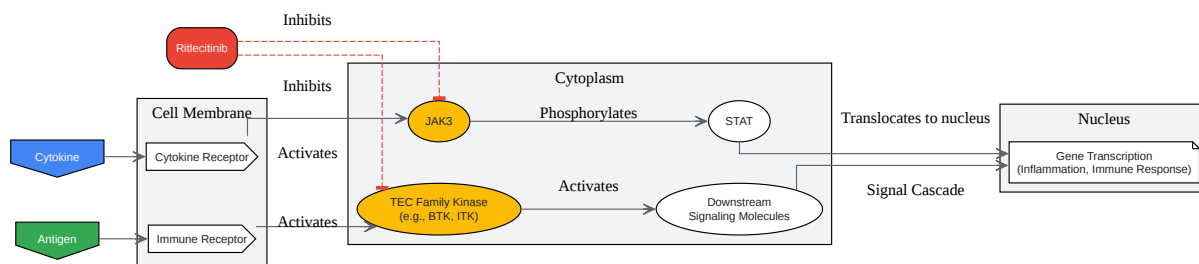 Inhibits
Ritlecitinib
Inhibits
Cytoplasm
Cell Membrane
JAK3
Phosphorylates
STAT
Translocates to nucleus
Nucleus
Cytokine
Cytokine Receptor
Activates
Gene Transcription
(Inflammation, Immune Response)
Activates
Signal Cascade
TEC Family Kinase
(e.g., BTK, ITK)
Downstream
Signaling Molecules
Activates
Antigen
Immune Receptor